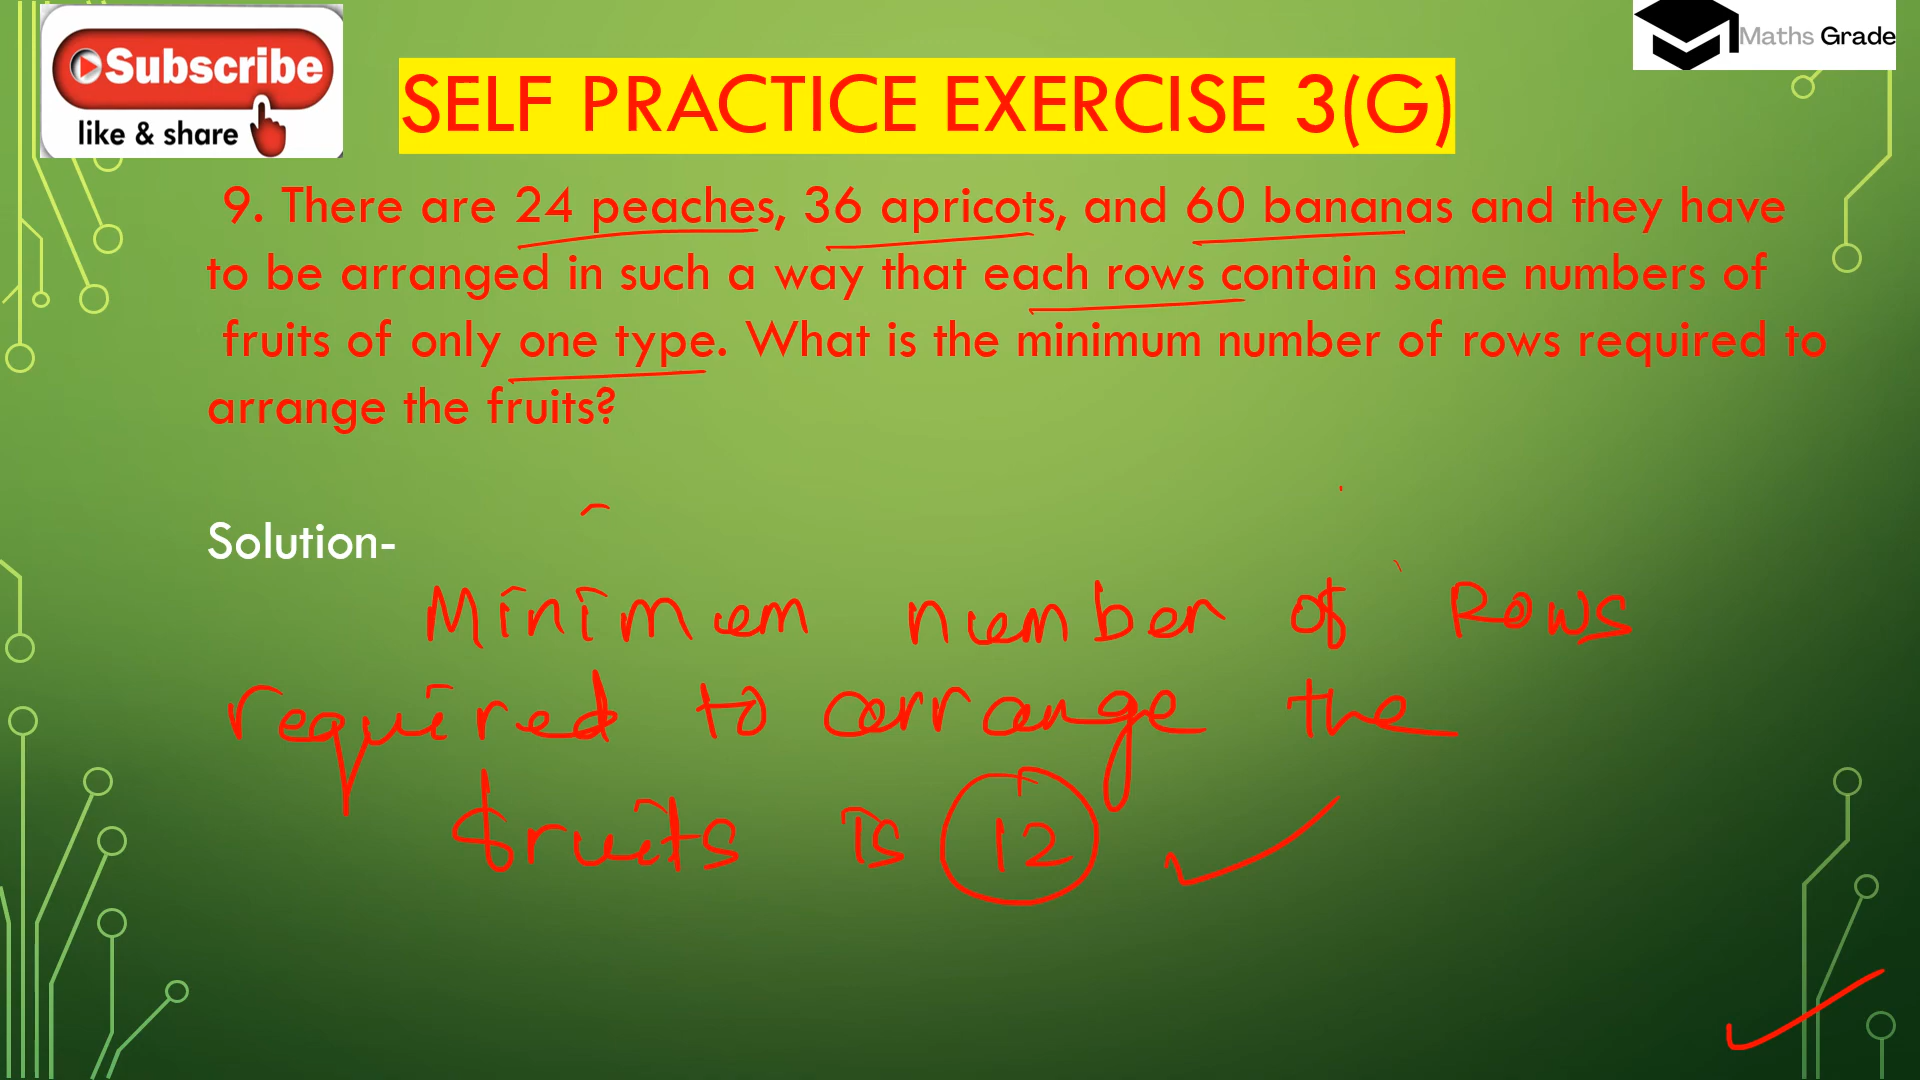 Subscribe
like & share
Maths Grade
SELF PRACTICE EXERCISE 3(G)
9. There are 24 peaches, 36 apricots, and 60 bananas and they have
to be arranged in such a way that each rows contain same numbers of
fruits of only one type. What is the minimum number of rows required to
arrange the fruits?
Solution-
Minimum number of Rows
required to arrange the
fruits is 12